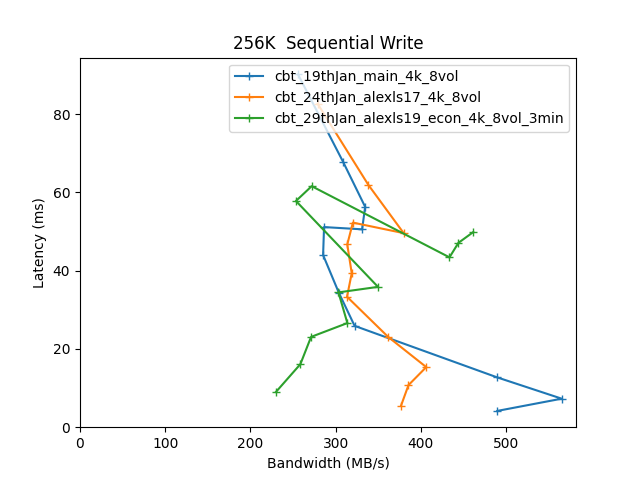 256K  Sequential Write
cbt_19thJan_main_4k_8vol
cbt_24thJan_alexls17_4k_8vol
cbt_29thJan_alexls19_econ_4k_8vol_3min
80
60
40
20
0
Latency (ms)
0 100 200 300 400 500
Bandwidth (MB/s)